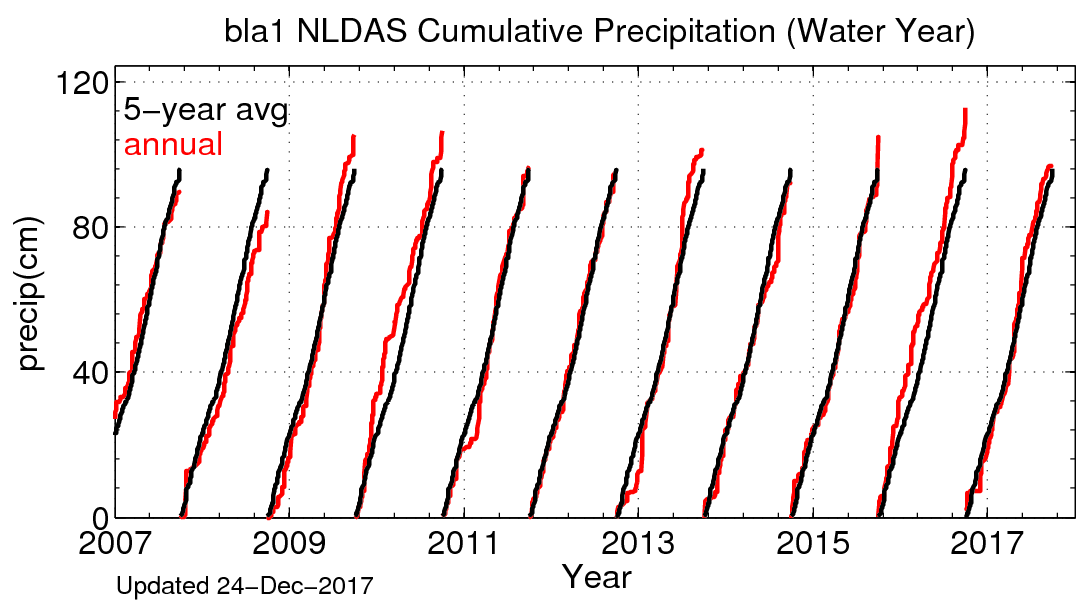 bla1 NLDAS Cumulative Precipitation (Water Year)
120
5−year avg
annual
80
precip(cm)
40
0
2007 2009 2011 2013 2015 2017
Year
Updated 24−Dec−2017